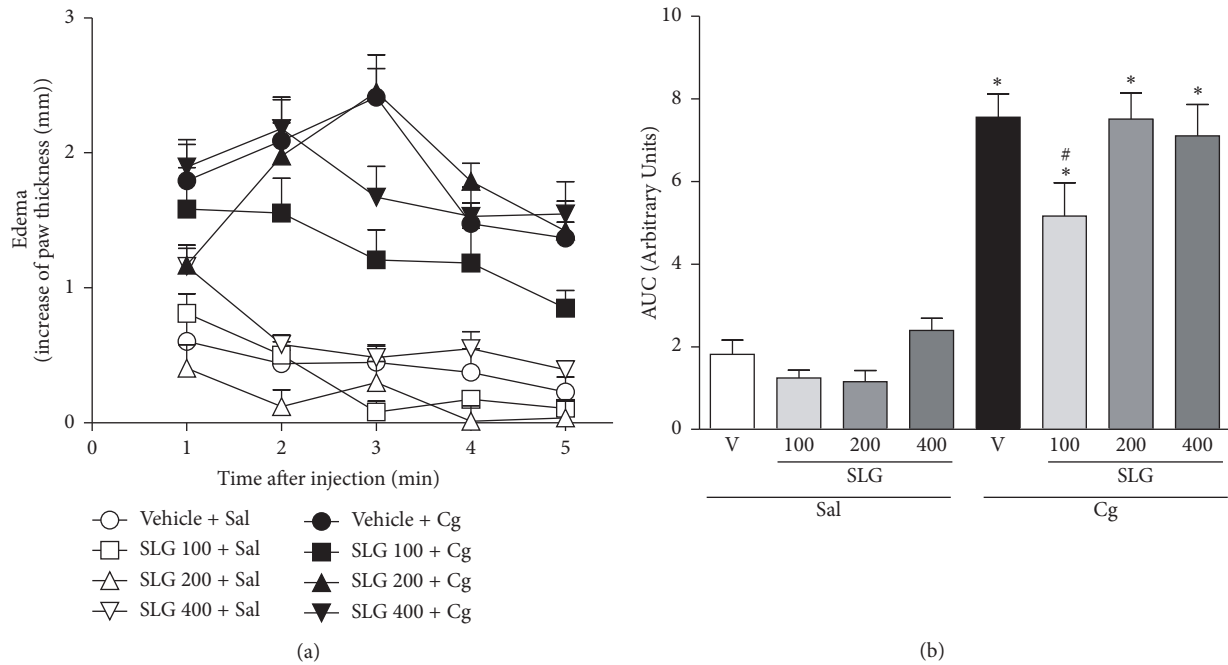 3
2
1
0
Edema
(increase of paw thickness (mm))
0 1 2 3 4 5
Time after injection (min)
Vehicle + Sal
SLG 100 + Sal
SLG 200 + Sal
SLG 400 + Sal
Vehicle + Cg
SLG 100 + Cg
SLG 200 + Cg
SLG 400 + Cg
(a)
10
8
6
4
2
0
AUC (Arbitrary Units)
*
#
*
*
*
V 100 200 400 V 100 200 400
SLG SLG
Sal Cg
(b)